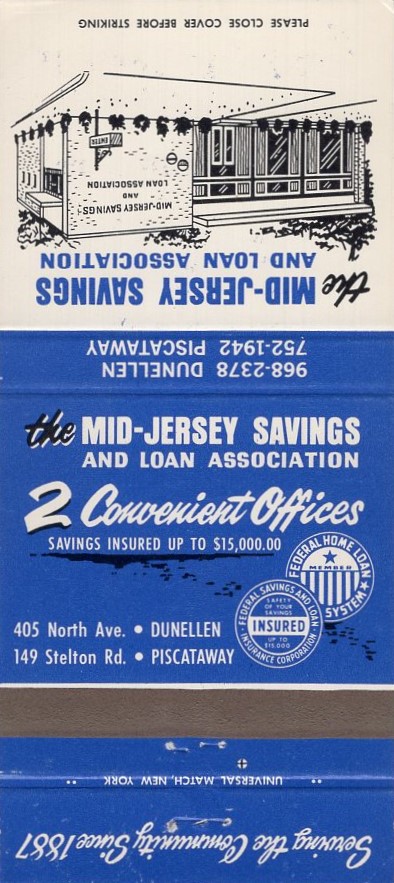 PLEASE CLOSE COVER BEFORE STRIKING
ENTER
MID-JERSEY SAVINGS
AND
LOAN ASSOCIATION
the MID-JERSEY SAVINGS
AND LOAN ASSOCIATION
968-2378 DUNELLEN
752-1942 PISCATAWAY
the MID-JERSEY SAVINGS
AND LOAN ASSOCIATION
2 Convenient Offices
SAVINGS INSURED UP TO $15,000.00
FEDERAL HOME LOAN
MEMBER
SYSTEM
FEDERAL SAVINGS AND LOAN
SAFETY
OF YOUR
SAVINGS
INSURED
UP TO
$15,000
INSURANCE CORPORATION
405 North Ave. • DUNELLEN
149 Stelton Rd. • PISCATAWAY
UNIVERSAL MATCH, NEW YORK
Serving the Community Since 1887